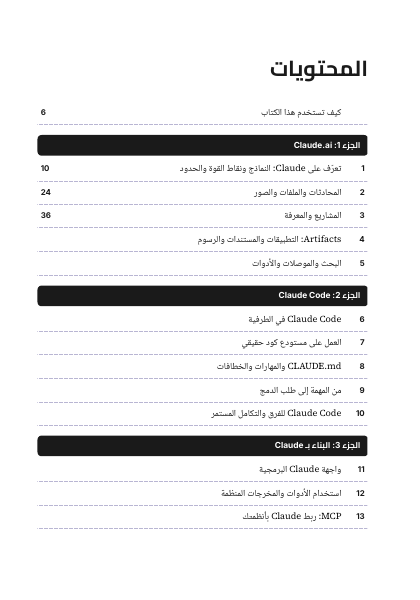 المحتويات
كيف تستخدم هذا الكتاب 6
الجزء 1: Claude.ai
1 تعرّف على Claude: النماذج ونقاط القوة والحدود 10
2 المحادثات والملفات والصور 24
3 المشاريع والمعرفة 36
4 Artifacts: التطبيقات والمستندات والرسوم
5 البحث والموصلات والأدوات
الجزء 2: Claude Code
6 Claude Code في الطرفية
7 العمل على مستودع كود حقيقي
8 CLAUDE.md والمهارات والخطافات
9 من المهمة إلى طلب الدمج
10 Claude Code للفرق والتكامل المستمر
الجزء 3: البناء بـ Claude
11 واجهة Claude البرمجية
12 استخدام الأدوات والمخرجات المنظمة
13 MCP: ربط Claude بأنظمتك